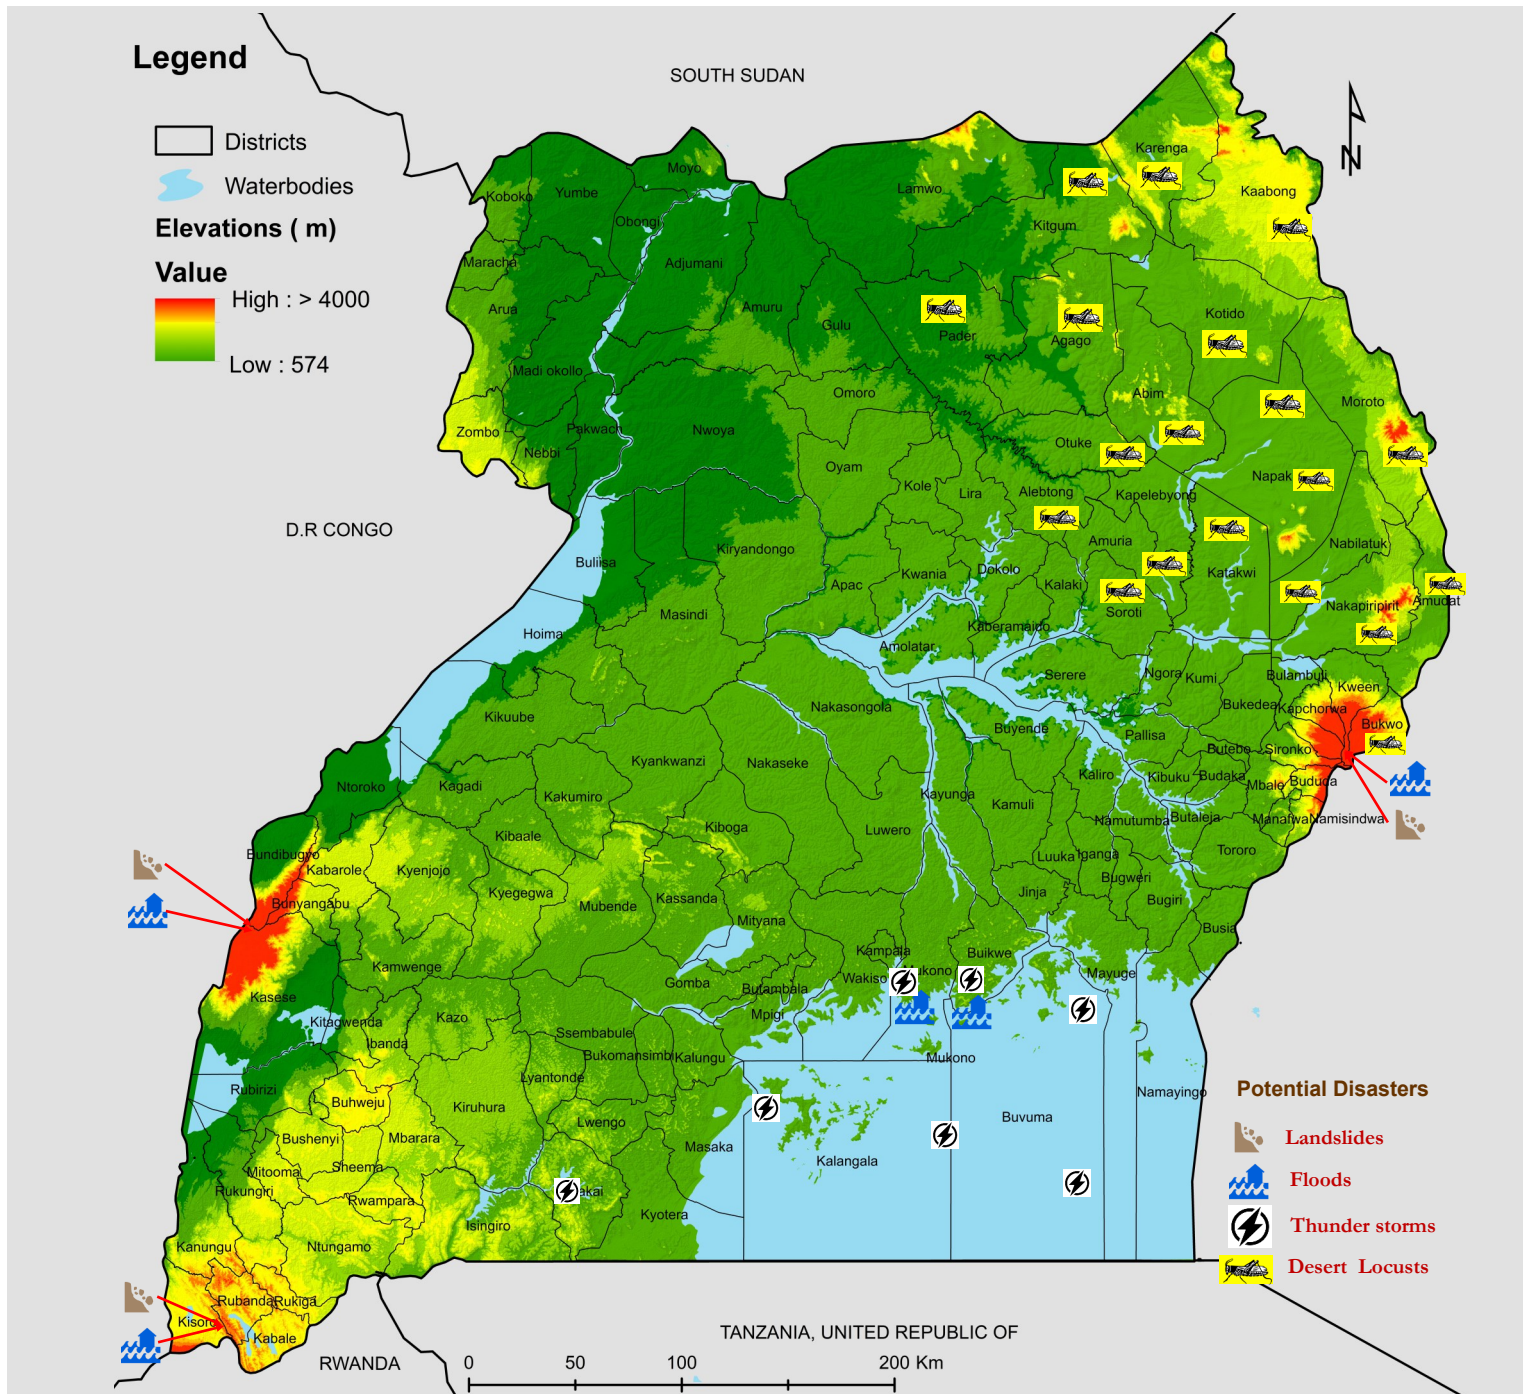 Legend
Districts
Waterbodies
Elevations ( m)
Value
High : > 4000
Low : 574
SOUTH SUDAN
N
Karenga
Moyo
Koboko
Yumbe
Lamwo
Kaabong
Obongi
Kitgum
Maracha
Adjumani
Arua
Amuru
Gulu
Pader
Agago
Kotido
Madi okollo
Omoro
Abim
Moroto
Zombo
Pakwach
Nwoya
Otuke
Nebbi
Oyam
Napak
Kole
Lira
Alebtong
Kapelebyong
D.R CONGO
Kiryandongo
Amuria
Nabilatuk
Buliisa
Apac
Kwania
Dokolo
Kalaki
Katakwi
Masindi
Soroti
Nakapiripirit
Amudat
Hoima
Kaberamaido
Amolatar
Serere
Ngora
Kumi
Bulambuli
Kween
Kikuube
Nakasongola
Bukedea
Kapchorwa
Buyende
Pallisa
Bukwo
Kyankwanzi
Nakaseke
Butebo
Sironko
Ntoroko
Kagadi
Kakumiro
Kayunga
Kamuli
Kaliro
Kibuku
Budaka
Mbale
Bududa
Kibaale
Kiboga
Luwero
Namutumba
Butaleja
Manafwa
Namisindwa
Bundibugyo
Kabarole
Kyenjojo
Luuka
Iganga
Tororo
Bunyangabu
Kyegegwa
Mubende
Kassanda
Bugweri
Jinja
Bugiri
Mityana
Busia
Kamwenge
Kampala
Buikwe
Kasese
Gomba
Butambala
Wakiso
Mukono
Mayuge
Kitagwenda
Kazo
Mpigi
Ibanda
Ssembabule
Bukomansimbi
Kalungu
Mukono
Rubirizi
Lyantonde
Namayingo
Buhweju
Kiruhura
Lwengo
Buvuma
Bushenyi
Mbarara
Masaka
Kalangala
Mitooma
Sheema
Rukungiri
Rwampara
akai
Isingiro
Kyotera
Kanungu
Ntungamo
Rubanda
Rukiga
Kisoro
Kabale
RWANDA
TANZANIA, UNITED REPUBLIC OF
0 50 100 200 Km
Potential Disasters
Landslides
Floods
Thunder storms
Desert Locusts